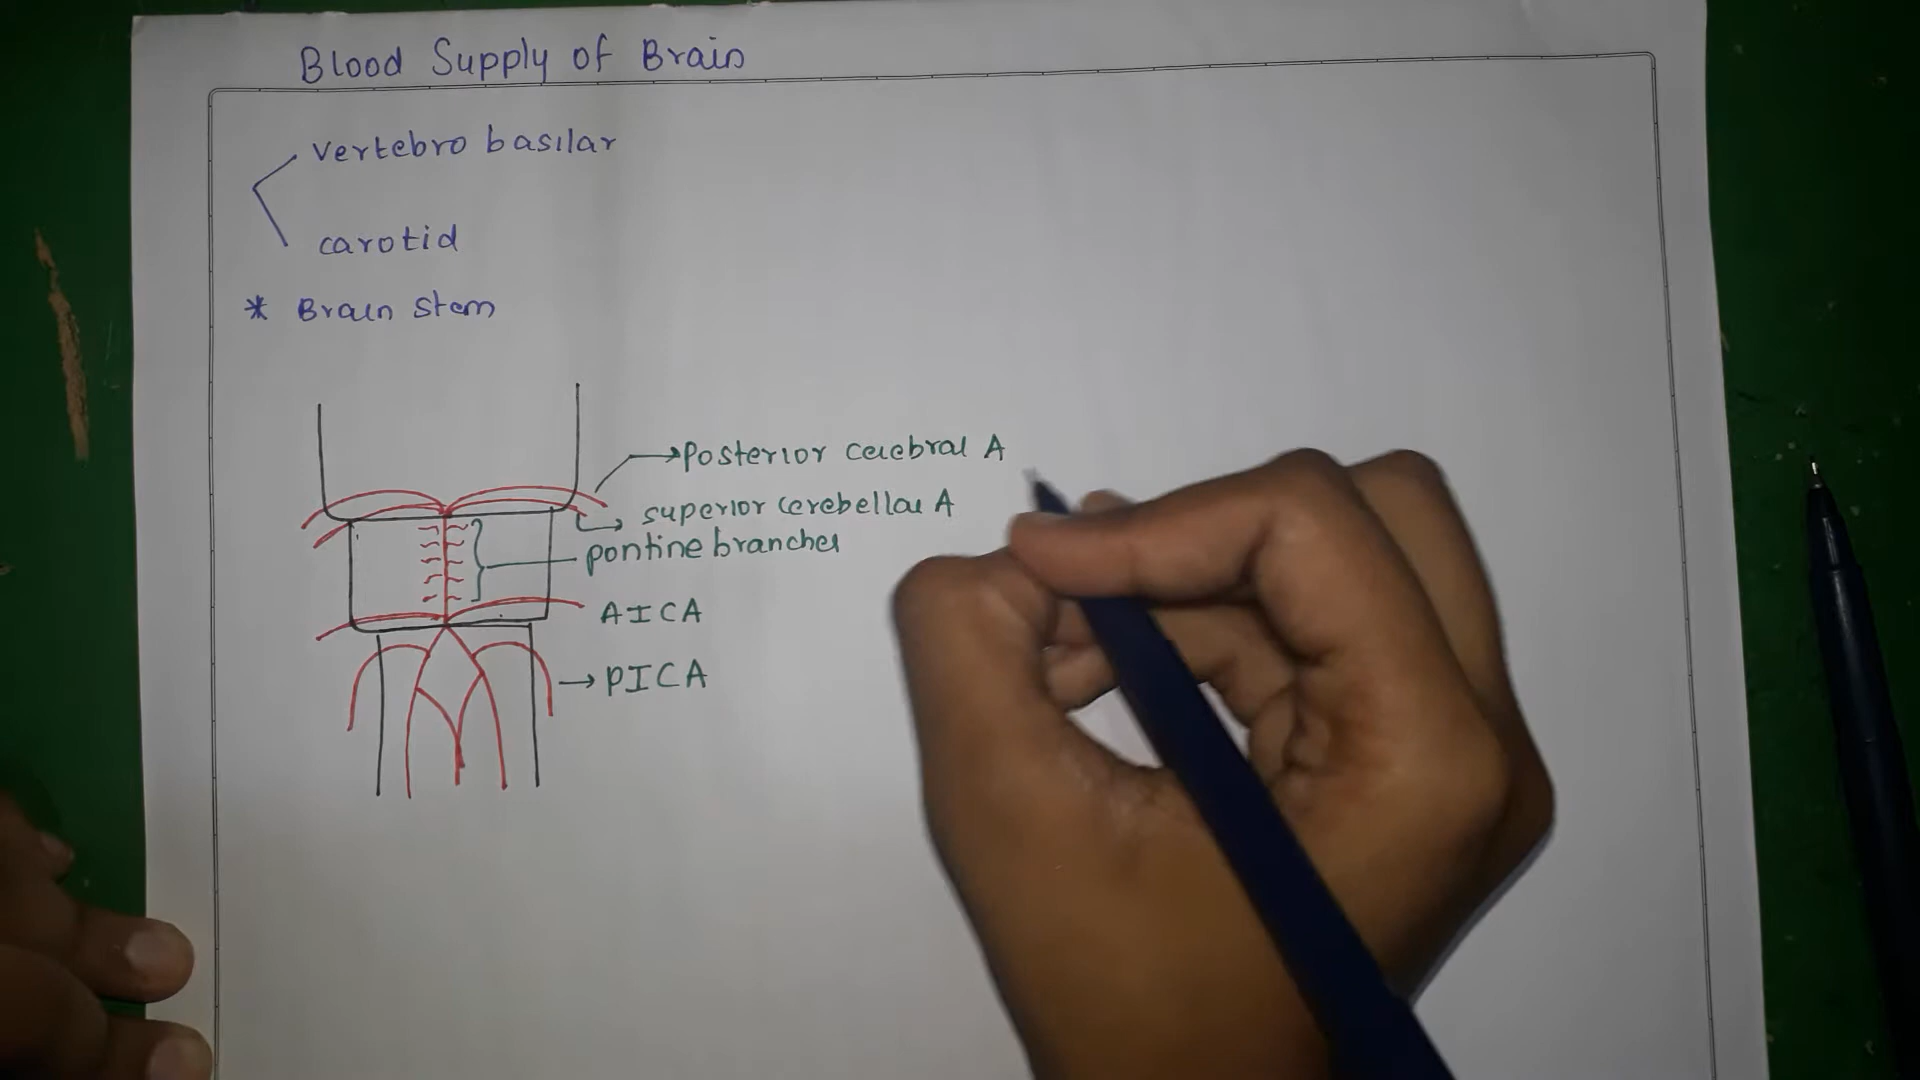 Blood Supply of Brain
vertebro basilar
carotid
* Brain stem
posterior cerebral A
superior cerebellar A
pontine branches
AICA
PICA